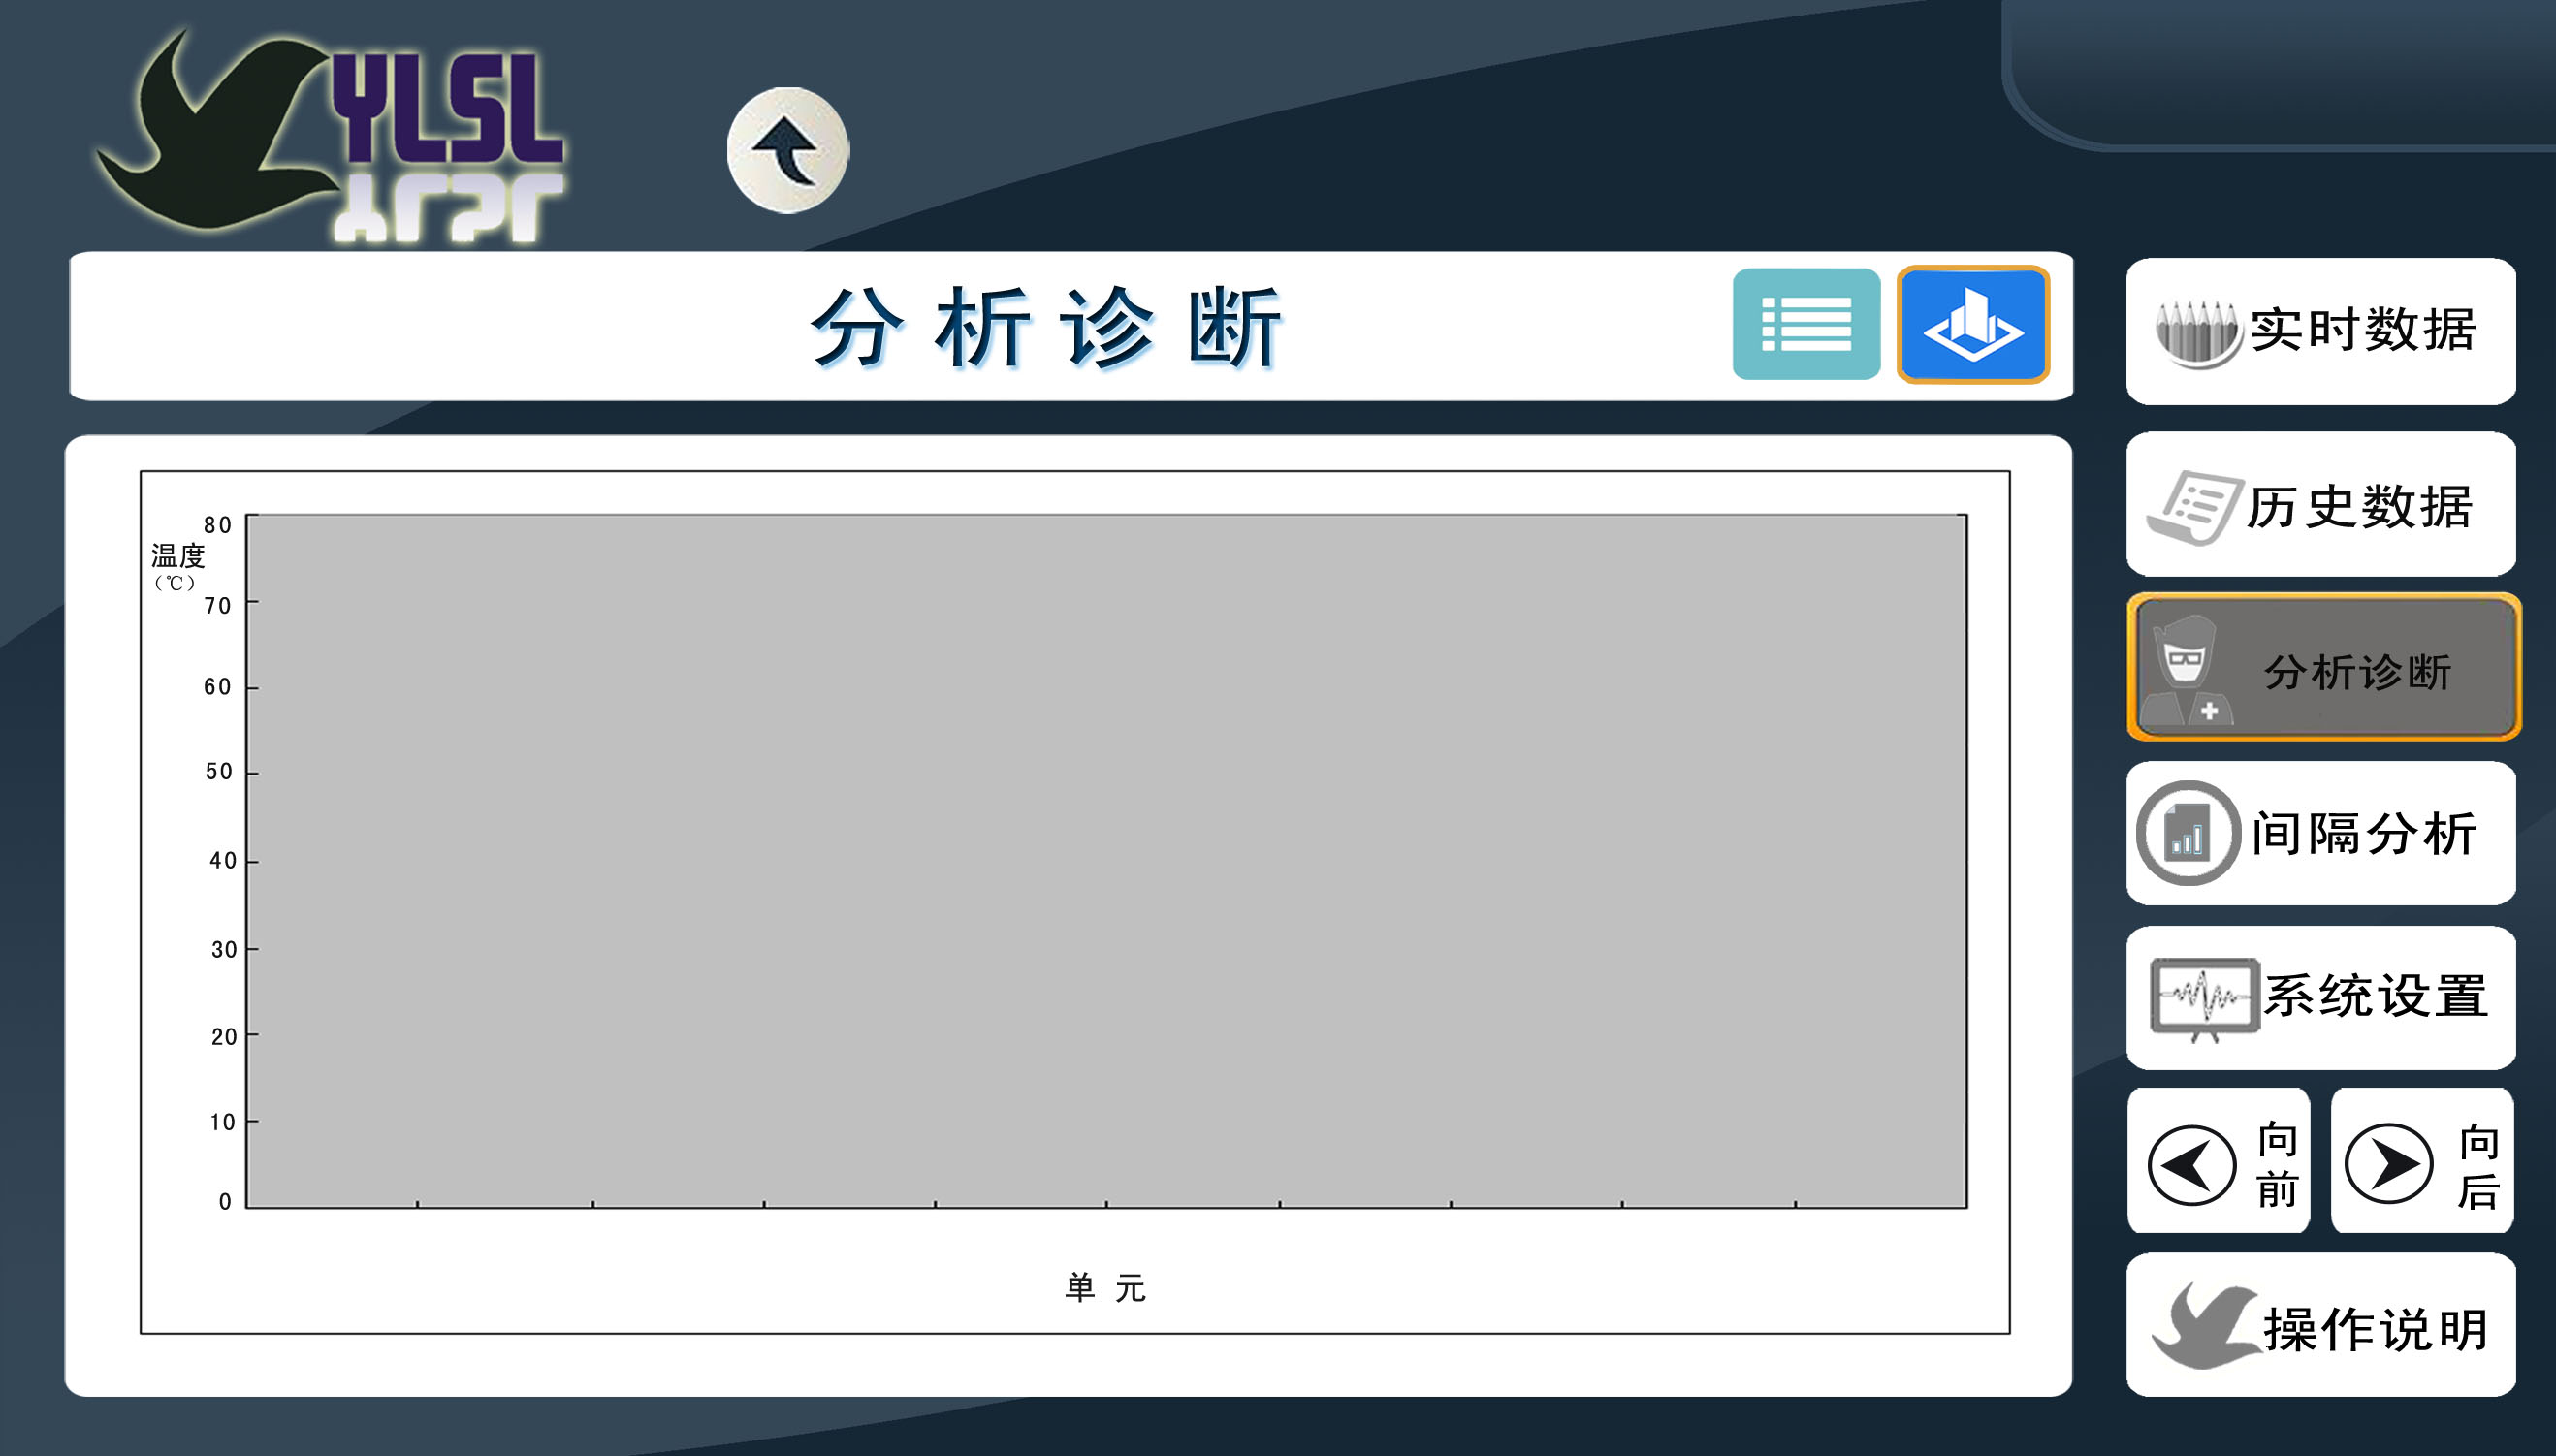 YLSL
分析诊断
80
温度
（℃）
70
60
50
40
30
20
10
0
单 元
实时数据
历史数据
分析诊断
间隔分析
系统设置
向前
向后
操作说明